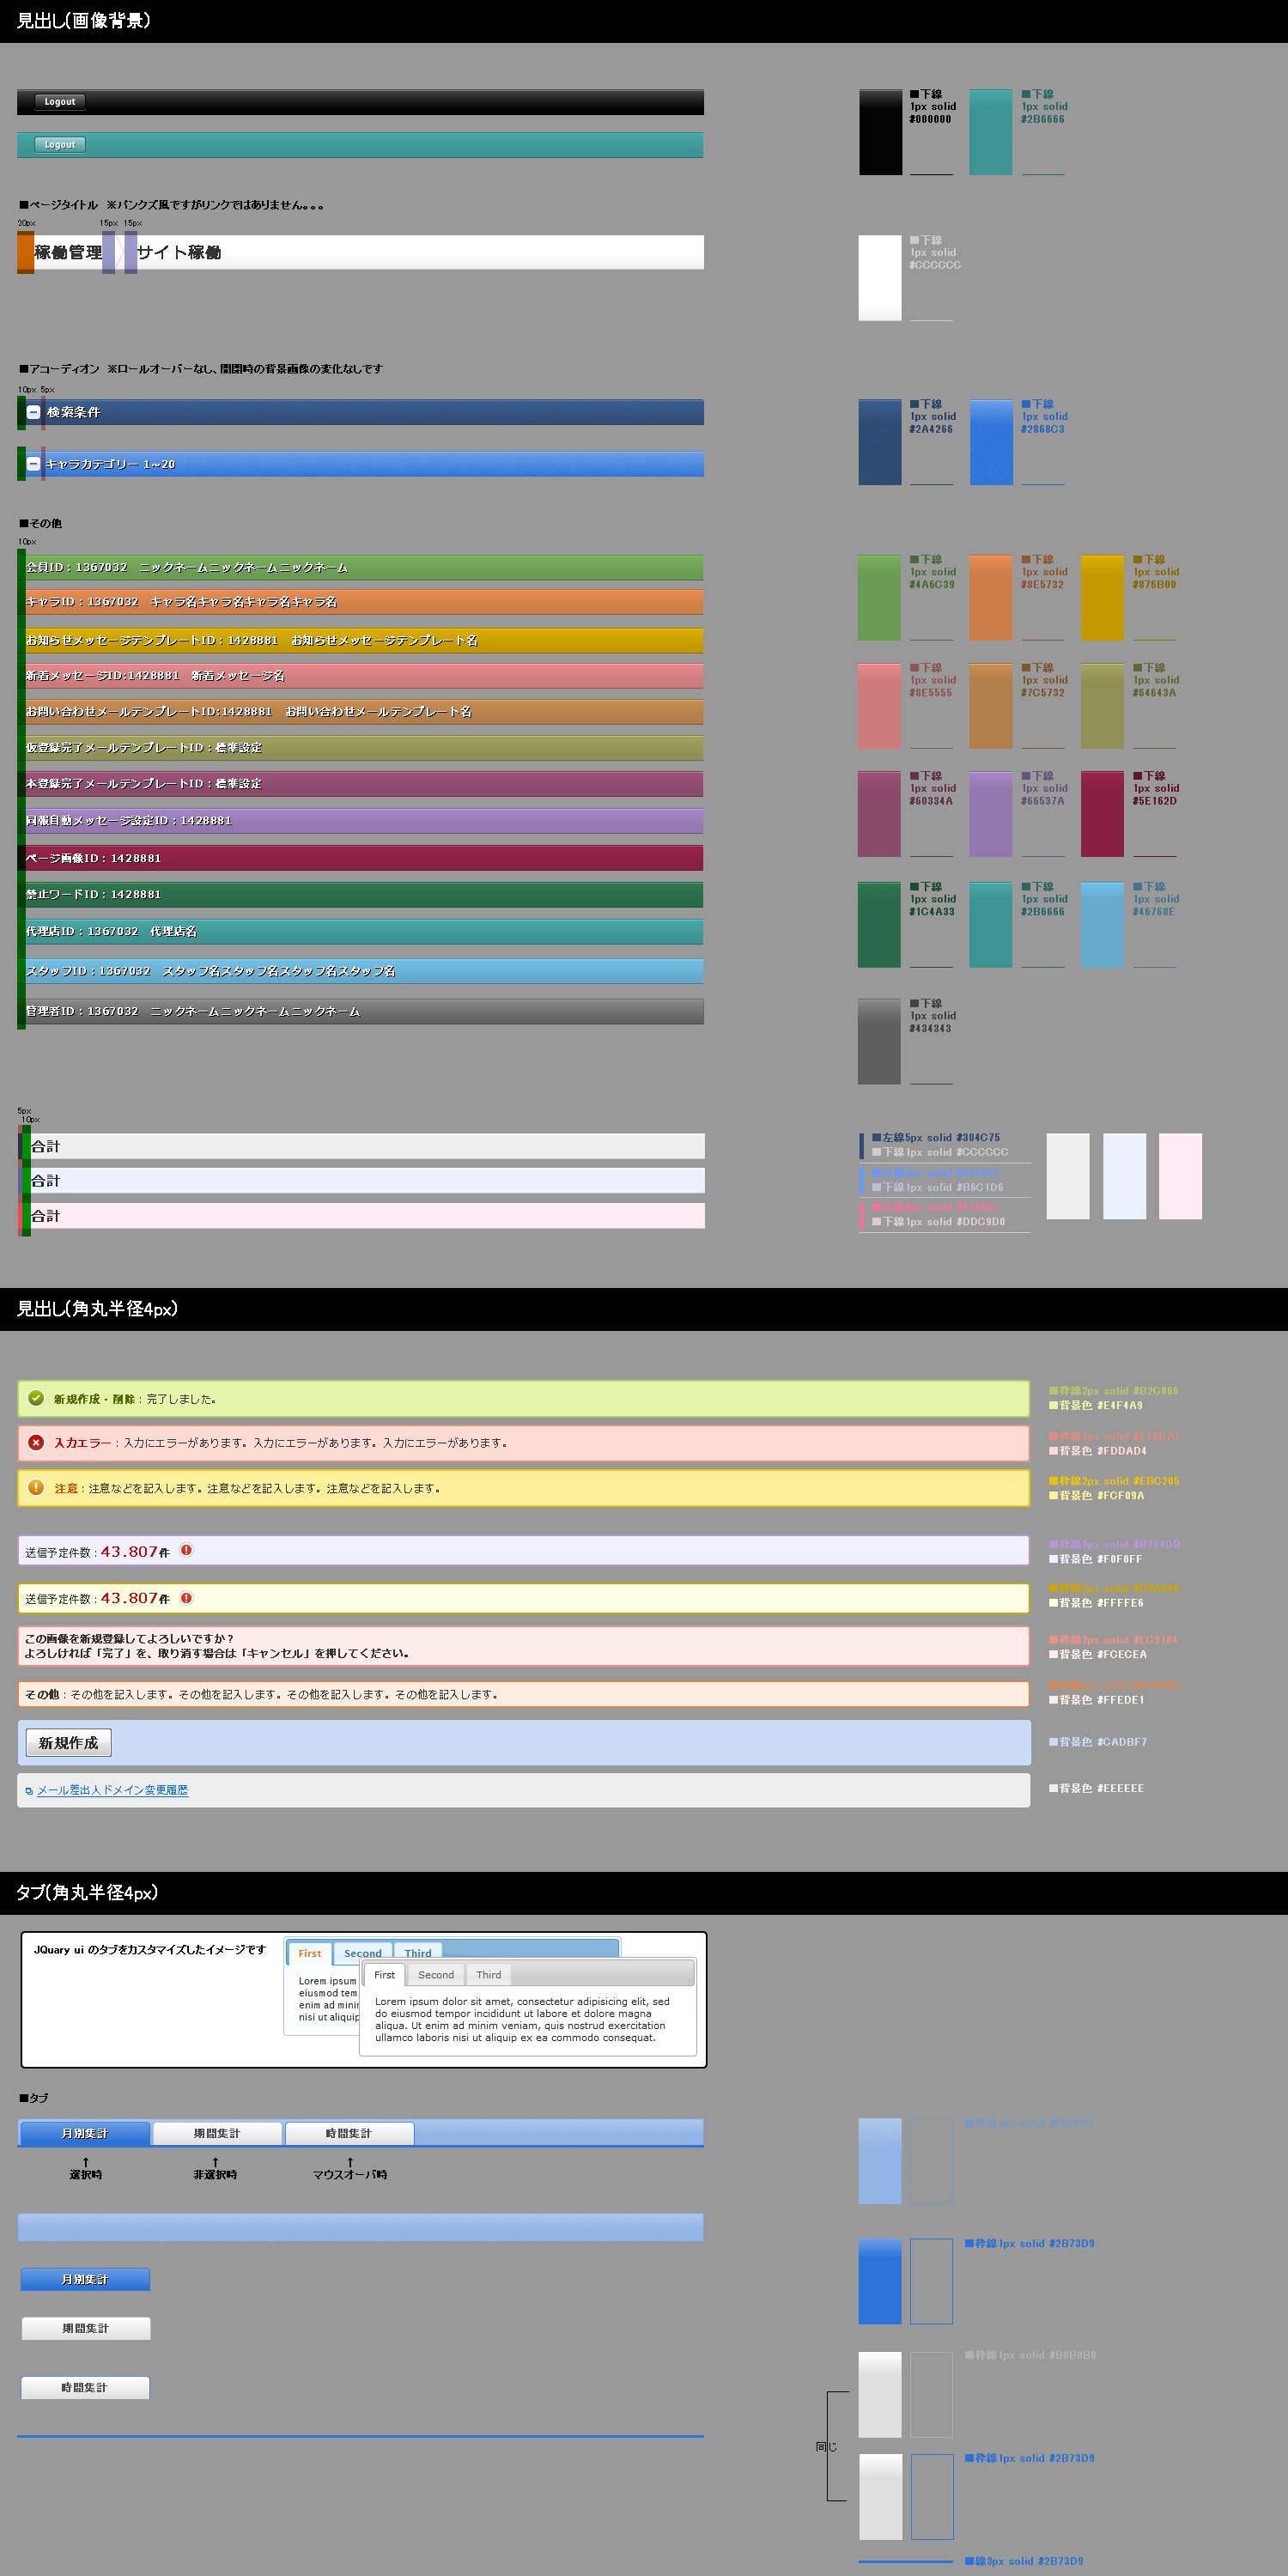 見出し(画像背景)
Logout
■下線
1px solid
#000000
■下線
1px solid
#2B6666
Logout
■ページタイトル ※パンクズ風ですがリンクではありません。。。
20px 15px 15px
稼働管理 サイト稼働
■下線
1px solid
#CCCCCC
■アコーディオン ※ロールオーバーなし、開閉時の背景画像の変化なしです
10px 5px
検索条件
キャラカテゴリー 1~20
■下線
1px solid
#2A4266
■下線
1px solid
#2868C3
■その他
10px
会員ID : 1367032 ニックネームニックネームニックネーム
キャラID : 1367032 キャラ名キャラ名キャラ名キャラ名
お知らせメッセージテンプレートID : 1428881 お知らせメッセージテンプレート名
新着メッセージID:1428881 新着メッセージ名
お問い合わせメールテンプレートID:1428881 お問い合わせメールテンプレート名
仮登録完了メールテンプレートID : 標準設定
本登録完了メールテンプレートID : 標準設定
同報自動メッセージ設定ID : 1428881
ページ画像ID : 1428881
禁止ワードID : 1428881
代理店ID : 1367032 代理店名
スタッフID : 1367032 スタッフ名スタッフ名スタッフ名スタッフ名
管理者ID : 1367032 ニックネームニックネームニックネーム
■下線
1px solid
#4A6C39
■下線
1px solid
#8E5732
■下線
1px solid
#876B00
■下線
1px solid
#8E5555
■下線
1px solid
#7C5732
■下線
1px solid
#64643A
■下線
1px solid
#60334A
■下線
1px solid
#66537A
■下線
1px solid
#5E162D
■下線
1px solid
#1C4A33
■下線
1px solid
#2B6666
■下線
1px solid
#46768E
■下線
1px solid
#434343
5px
10px
合計
合計
合計
■左線5px solid #304C75
■下線1px solid #CCCCCC
■下線1px solid #B6C1D6
■下線1px solid #DDC9D0
見出し(角丸半径4px)
新規作成・削除 : 完了しました。
■枠線2px solid #B2C866
■背景色 #E4F4A9
入力エラー : 入力にエラーがあります。入力にエラーがあります。入力にエラーがあります。
■枠線2px solid
■背景色 #FDDAD4
注意 : 注意などを記入します。注意などを記入します。注意などを記入します。
■枠線2px solid #EBC205
■背景色 #FCF09A
送信予定件数 : 43.807件
■枠線2px solid
■背景色 #F0F0FF
送信予定件数 : 43.807件
■枠線2px solid
■背景色 #FFFFE6
この画像を新規登録してよろしいですか?
よろしければ「完了」を、取り消す場合は「キャンセル」を押してください。
■枠線2px solid #EC9184
■背景色 #FCECEA
その他 : その他を記入します。その他を記入します。その他を記入します。その他を記入します。
■背景色 #FFEDE1
新規作成
■背景色 #CADBF7
メール差出人ドメイン変更履歴
■背景色 #EEEEEE
タブ(角丸半径4px)
JQuary ui のタブをカスタマイズしたイメージです
First Second Third
Lorem ipsum
eiusmod tem
enim ad minim
nisi ut aliquip
First Second Third
Lorem ipsum dolor sit amet, consectetur adipisicing elit, sed
do eiusmod tempor incididunt ut labore et dolore magna
aliqua. Ut enim ad minim veniam, quis nostrud exercitation
ullamco laboris nisi ut aliquip ex ea commodo consequat.
■タブ
月別集計 期間集計 時間集計
↑ ↑ ↑
選択時 非選択時 マウスオーバ時
■枠線1px solid
月別集計
■枠線1px solid #2B73D9
期間集計
■枠線1px solid #B0B0B0
時間集計
同じ
■枠線1px solid #2B73D9
■線3px solid #2B73D9